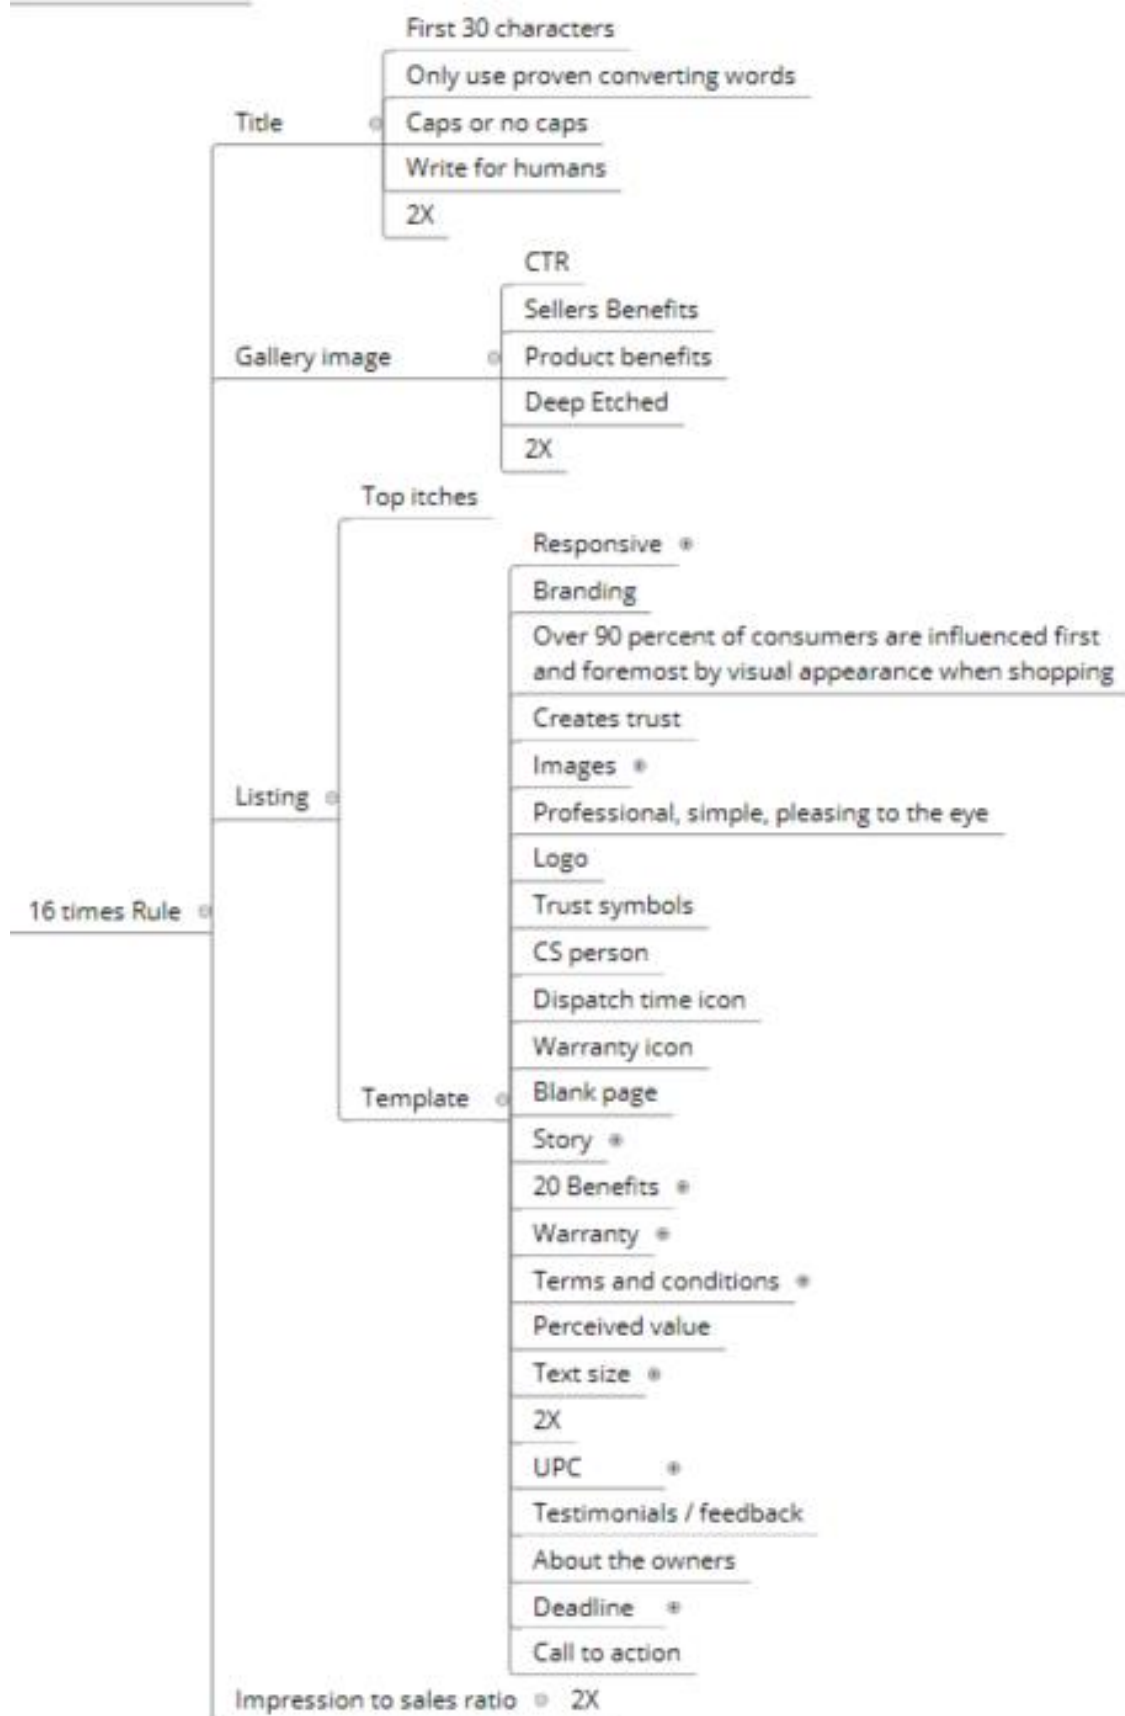 First 30 characters
Only use proven converting words
Title
Caps or no caps
Write for humans
2X
CTR
Sellers Benefits
Gallery image
Product benefits
Deep Etched
2X
Top itches
Responsive
Branding
Over 90 percent of consumers are influenced first
and foremost by visual appearance when shopping
Creates trust
Images
Listing
Professional, simple, pleasing to the eye
Logo
16 times Rule
Trust symbols
CS person
Dispatch time icon
Warranty icon
Template
Blank page
Story
20 Benefits
Warranty
Terms and conditions
Perceived value
Text size
2X
UPC
Testimonials / feedback
About the owners
Deadline
Call to action
Impression to sales ratio
2X